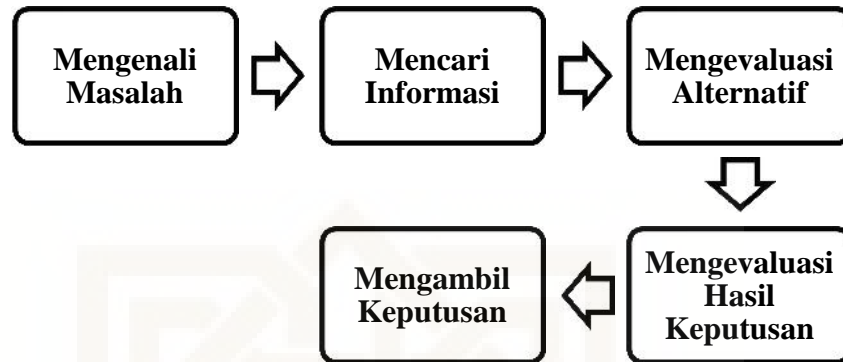 Mengenali
Masalah
Mencari
Informasi
Mengevaluasi
Alternatif
Mengevaluasi
Hasil
Keputusan
Mengambil
Keputusan